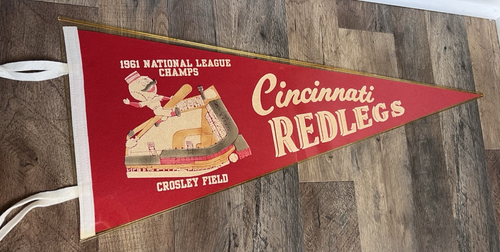 1961 NATIONAL LEAGUE
CHAMPS
Cincinnati
REDLEGS
CROSLEY FIELD